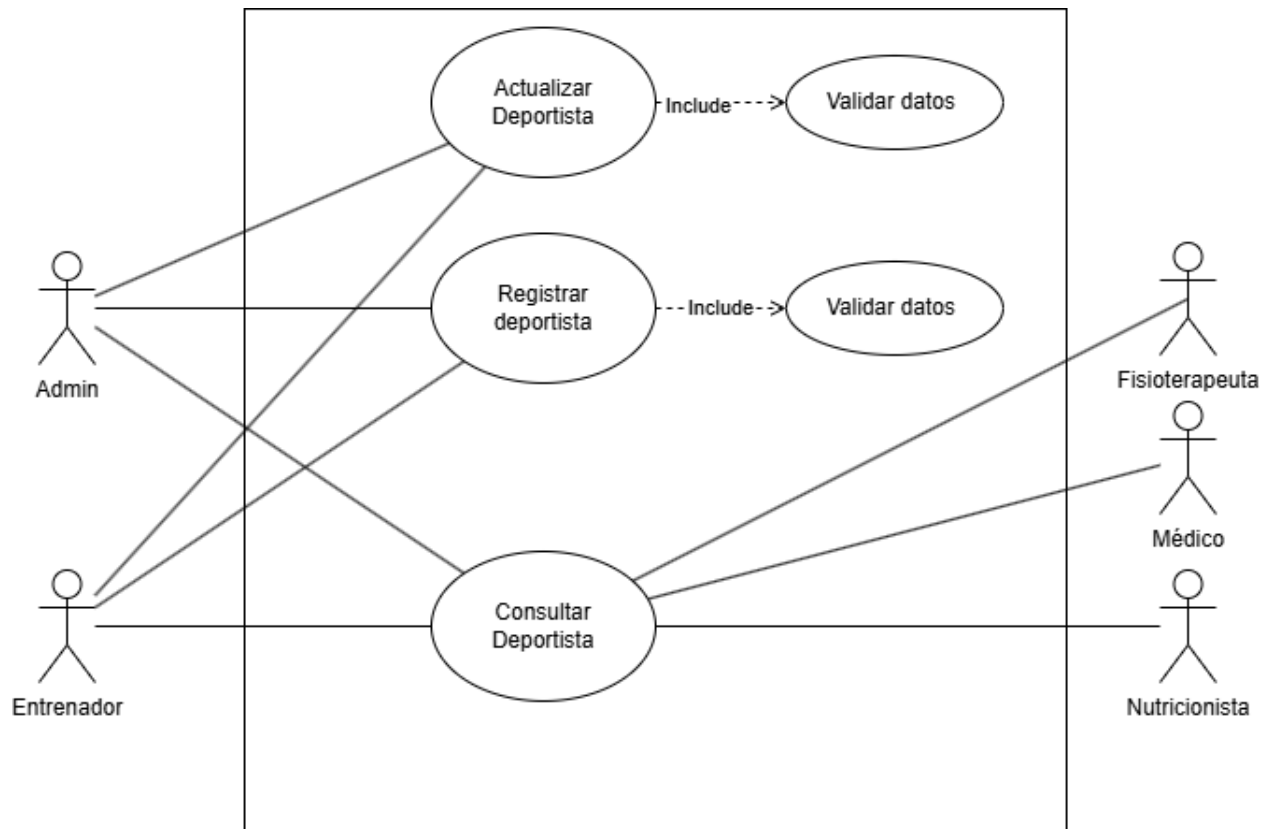 Actualizar
Deportista
Include
Validar datos
Registrar
deportista
Include
Validar datos
Admin
Fisioterapeuta
Médico
Consultar
Deportista
Entrenador
Nutricionista